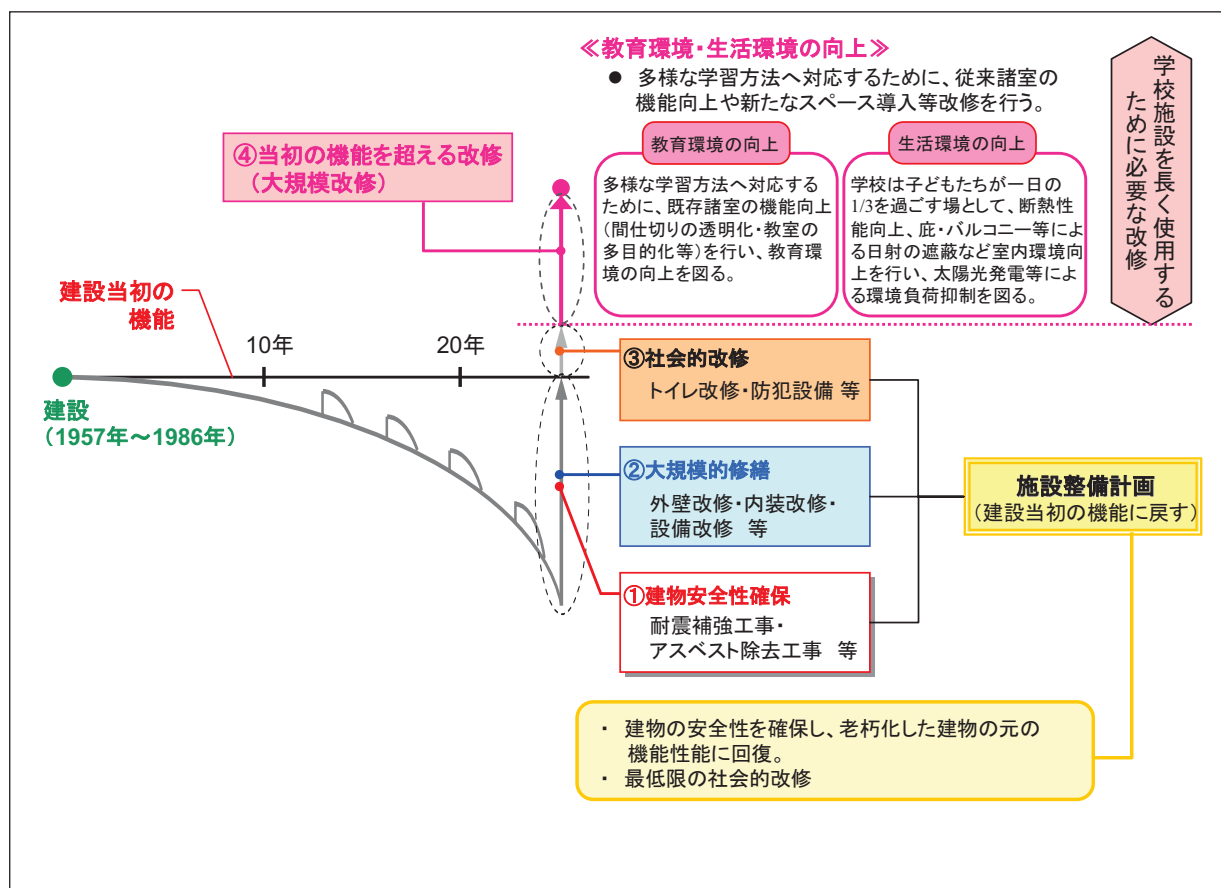 ≪教育環境・生活環境の向上≫
● 多様な学習方法へ対応するために、従来諸室の
機能向上や新たなスペース導入等改修を行う。
学校施設を長く使用する
ために必要な改修
④当初の機能を超える改修
(大規模改修)
教育環境の向上
多様な学習方法へ対応する
ために、既存諸室の機能向上
(間仕切りの透明化・教室の
多目的化等)を行い、教育環
境の向上を図る。
生活環境の向上
学校は子どもたちが一日の
1/3を過ごす場として、断熱性
能向上、庇・バルコニー等によ
る日射の遮蔽など室内環境向
上を行い、太陽光発電等によ
る環境負荷抑制を図る。
建設当初の
機能
10年
20年
建設
(1957年～1986年)
③社会的改修
トイレ改修・防犯設備 等
②大規模的修繕
外壁改修・内装改修・
設備改修 等
①建物安全性確保
耐震補強工事・
アスベスト除去工事 等
施設整備計画
(建設当初の機能に戻す)
・ 建物の安全性を確保し、老朽化した建物の元の
機能性能に回復。
・ 最低限の社会的改修